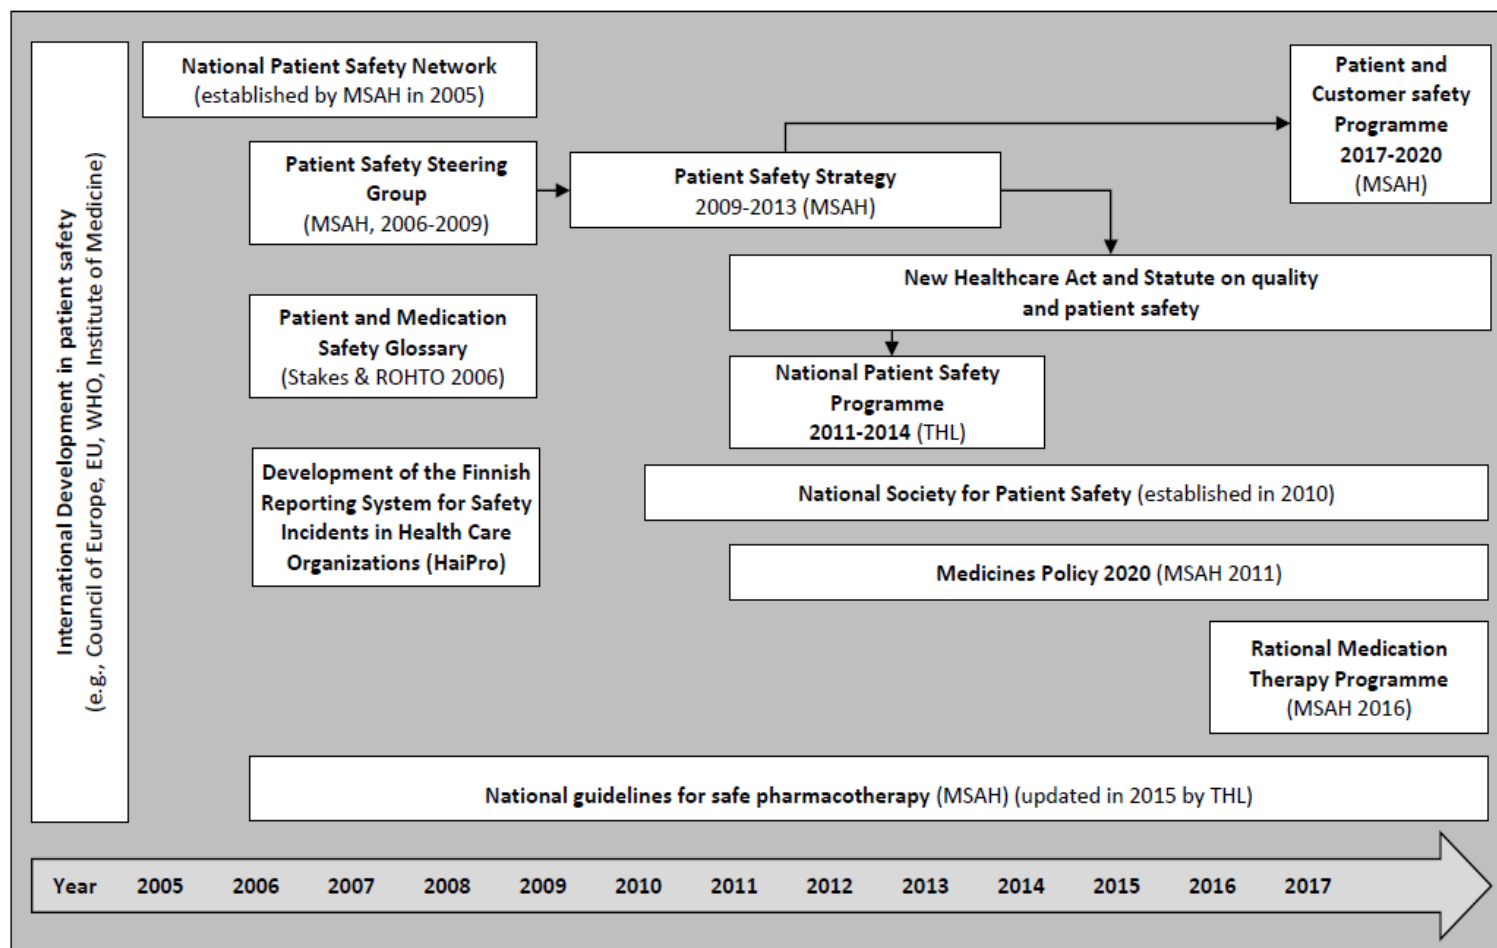 International Development in patient safety
(e.g., Council of Europe, EU, WHO, Institute of Medicine)
National Patient Safety Network
(established by MSAH in 2005)
Patient and
Customer safety
Programme
2017-2020
(MSAH)
Patient Safety Steering
Group
(MSAH, 2006-2009)
Patient Safety Strategy
2009-2013 (MSAH)
New Healthcare Act and Statute on quality
and patient safety
Patient and Medication
Safety Glossary
(Stakes & ROHTO 2006)
National Patient Safety
Programme
2011-2014 (THL)
Development of the Finnish
Reporting System for Safety
Incidents in Health Care
Organizations (HaiPro)
National Society for Patient Safety (established in 2010)
Medicines Policy 2020 (MSAH 2011)
Rational Medication
Therapy Programme
(MSAH 2016)
National guidelines for safe pharmacotherapy (MSAH) (updated in 2015 by THL)
Year 2005 2006 2007 2008 2009 2010 2011 2012 2013 2014 2015 2016 2017